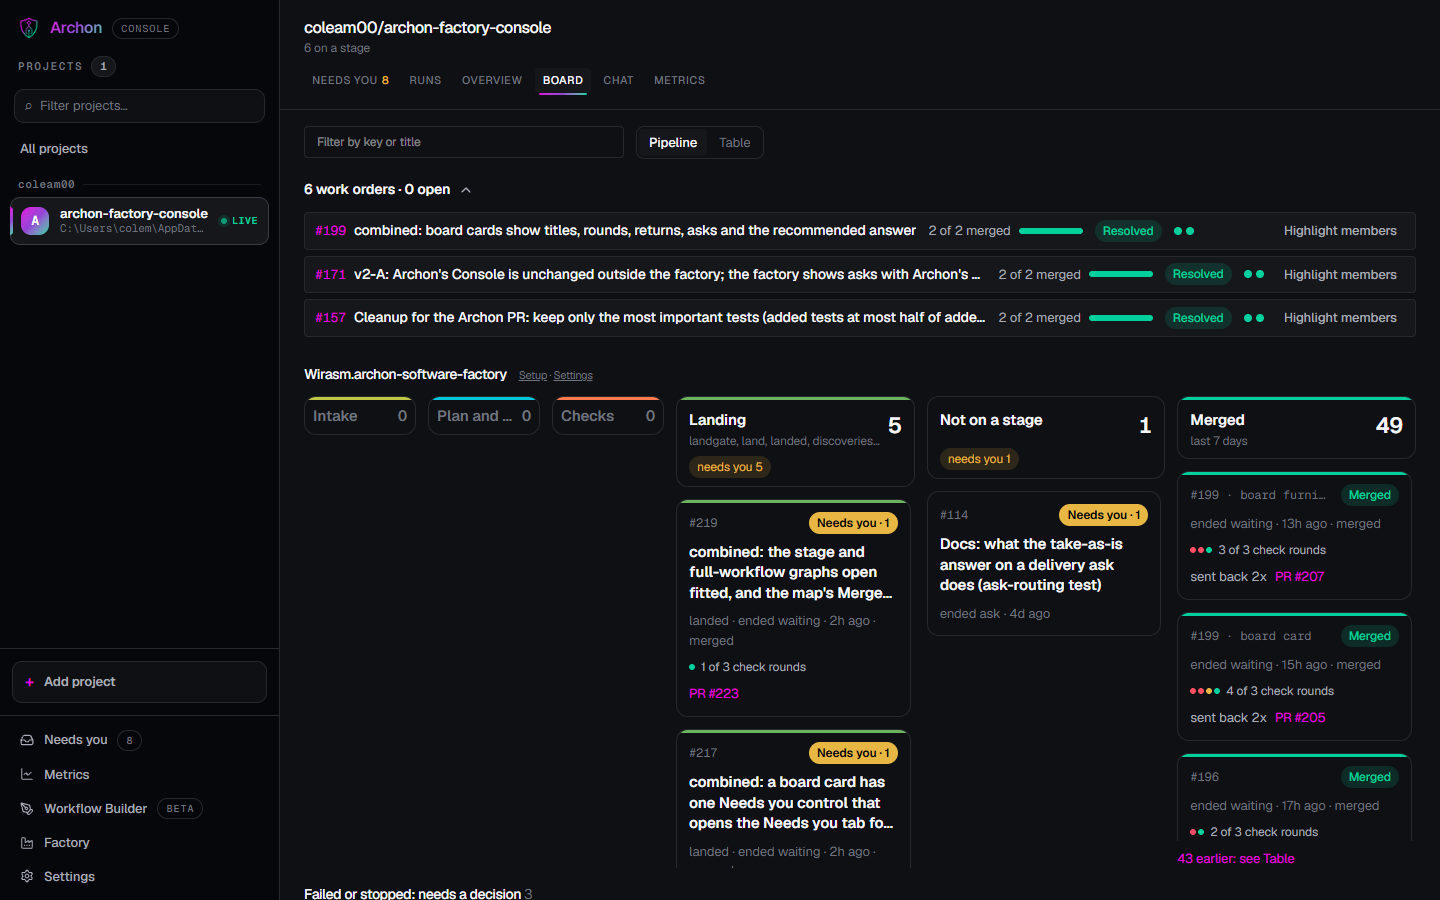 Archon CONSOLE
PROJECTS 1
Filter projects...
All projects
coleam00
A archon-factory-console LIVE
C:\Users\colem\AppDat…
+ Add project
Needs you 8
Metrics
Workflow Builder BETA
Factory
Settings
coleam00/archon-factory-console
6 on a stage
NEEDS YOU 8 RUNS OVERVIEW BOARD CHAT METRICS
Filter by key or title Pipeline Table
6 work orders · 0 open
#199 combined: board cards show titles, rounds, returns, asks and the recommended answer 2 of 2 merged Resolved Highlight members
#171 v2-A: Archon's Console is unchanged outside the factory; the factory shows asks with Archon's ... 2 of 2 merged Resolved Highlight members
#157 Cleanup for the Archon PR: keep only the most important tests (added tests at most half of adde... 2 of 2 merged Resolved Highlight members
Wirasm.archon-software-factory Setup · Settings
Intake 0
Plan and ... 0
Checks 0
Landing 5
landgate, land, landed, discoveries...
needs you 5
#219 Needs you · 1
combined: the stage and
full-workflow graphs open
fitted, and the map's Merge...
landed · ended waiting · 2h ago ·
merged
1 of 3 check rounds
PR #223
#217 Needs you · 1
combined: a board card has
one Needs you control that
opens the Needs you tab fo...
landed · ended waiting · 2h ago ·
Not on a stage 1
needs you 1
#114 Needs you · 1
Docs: what the take-as-is
answer on a delivery ask
does (ask-routing test)
ended ask · 4d ago
Merged 49
last 7 days
#199 · board furni… Merged
ended waiting · 13h ago · merged
3 of 3 check rounds
sent back 2x PR #207
#199 · board card Merged
ended waiting · 15h ago · merged
4 of 3 check rounds
sent back 2x PR #205
#196 Merged
ended waiting · 17h ago · merged
2 of 3 check rounds
43 earlier: see Table
Failed or stopped: needs a decision 3